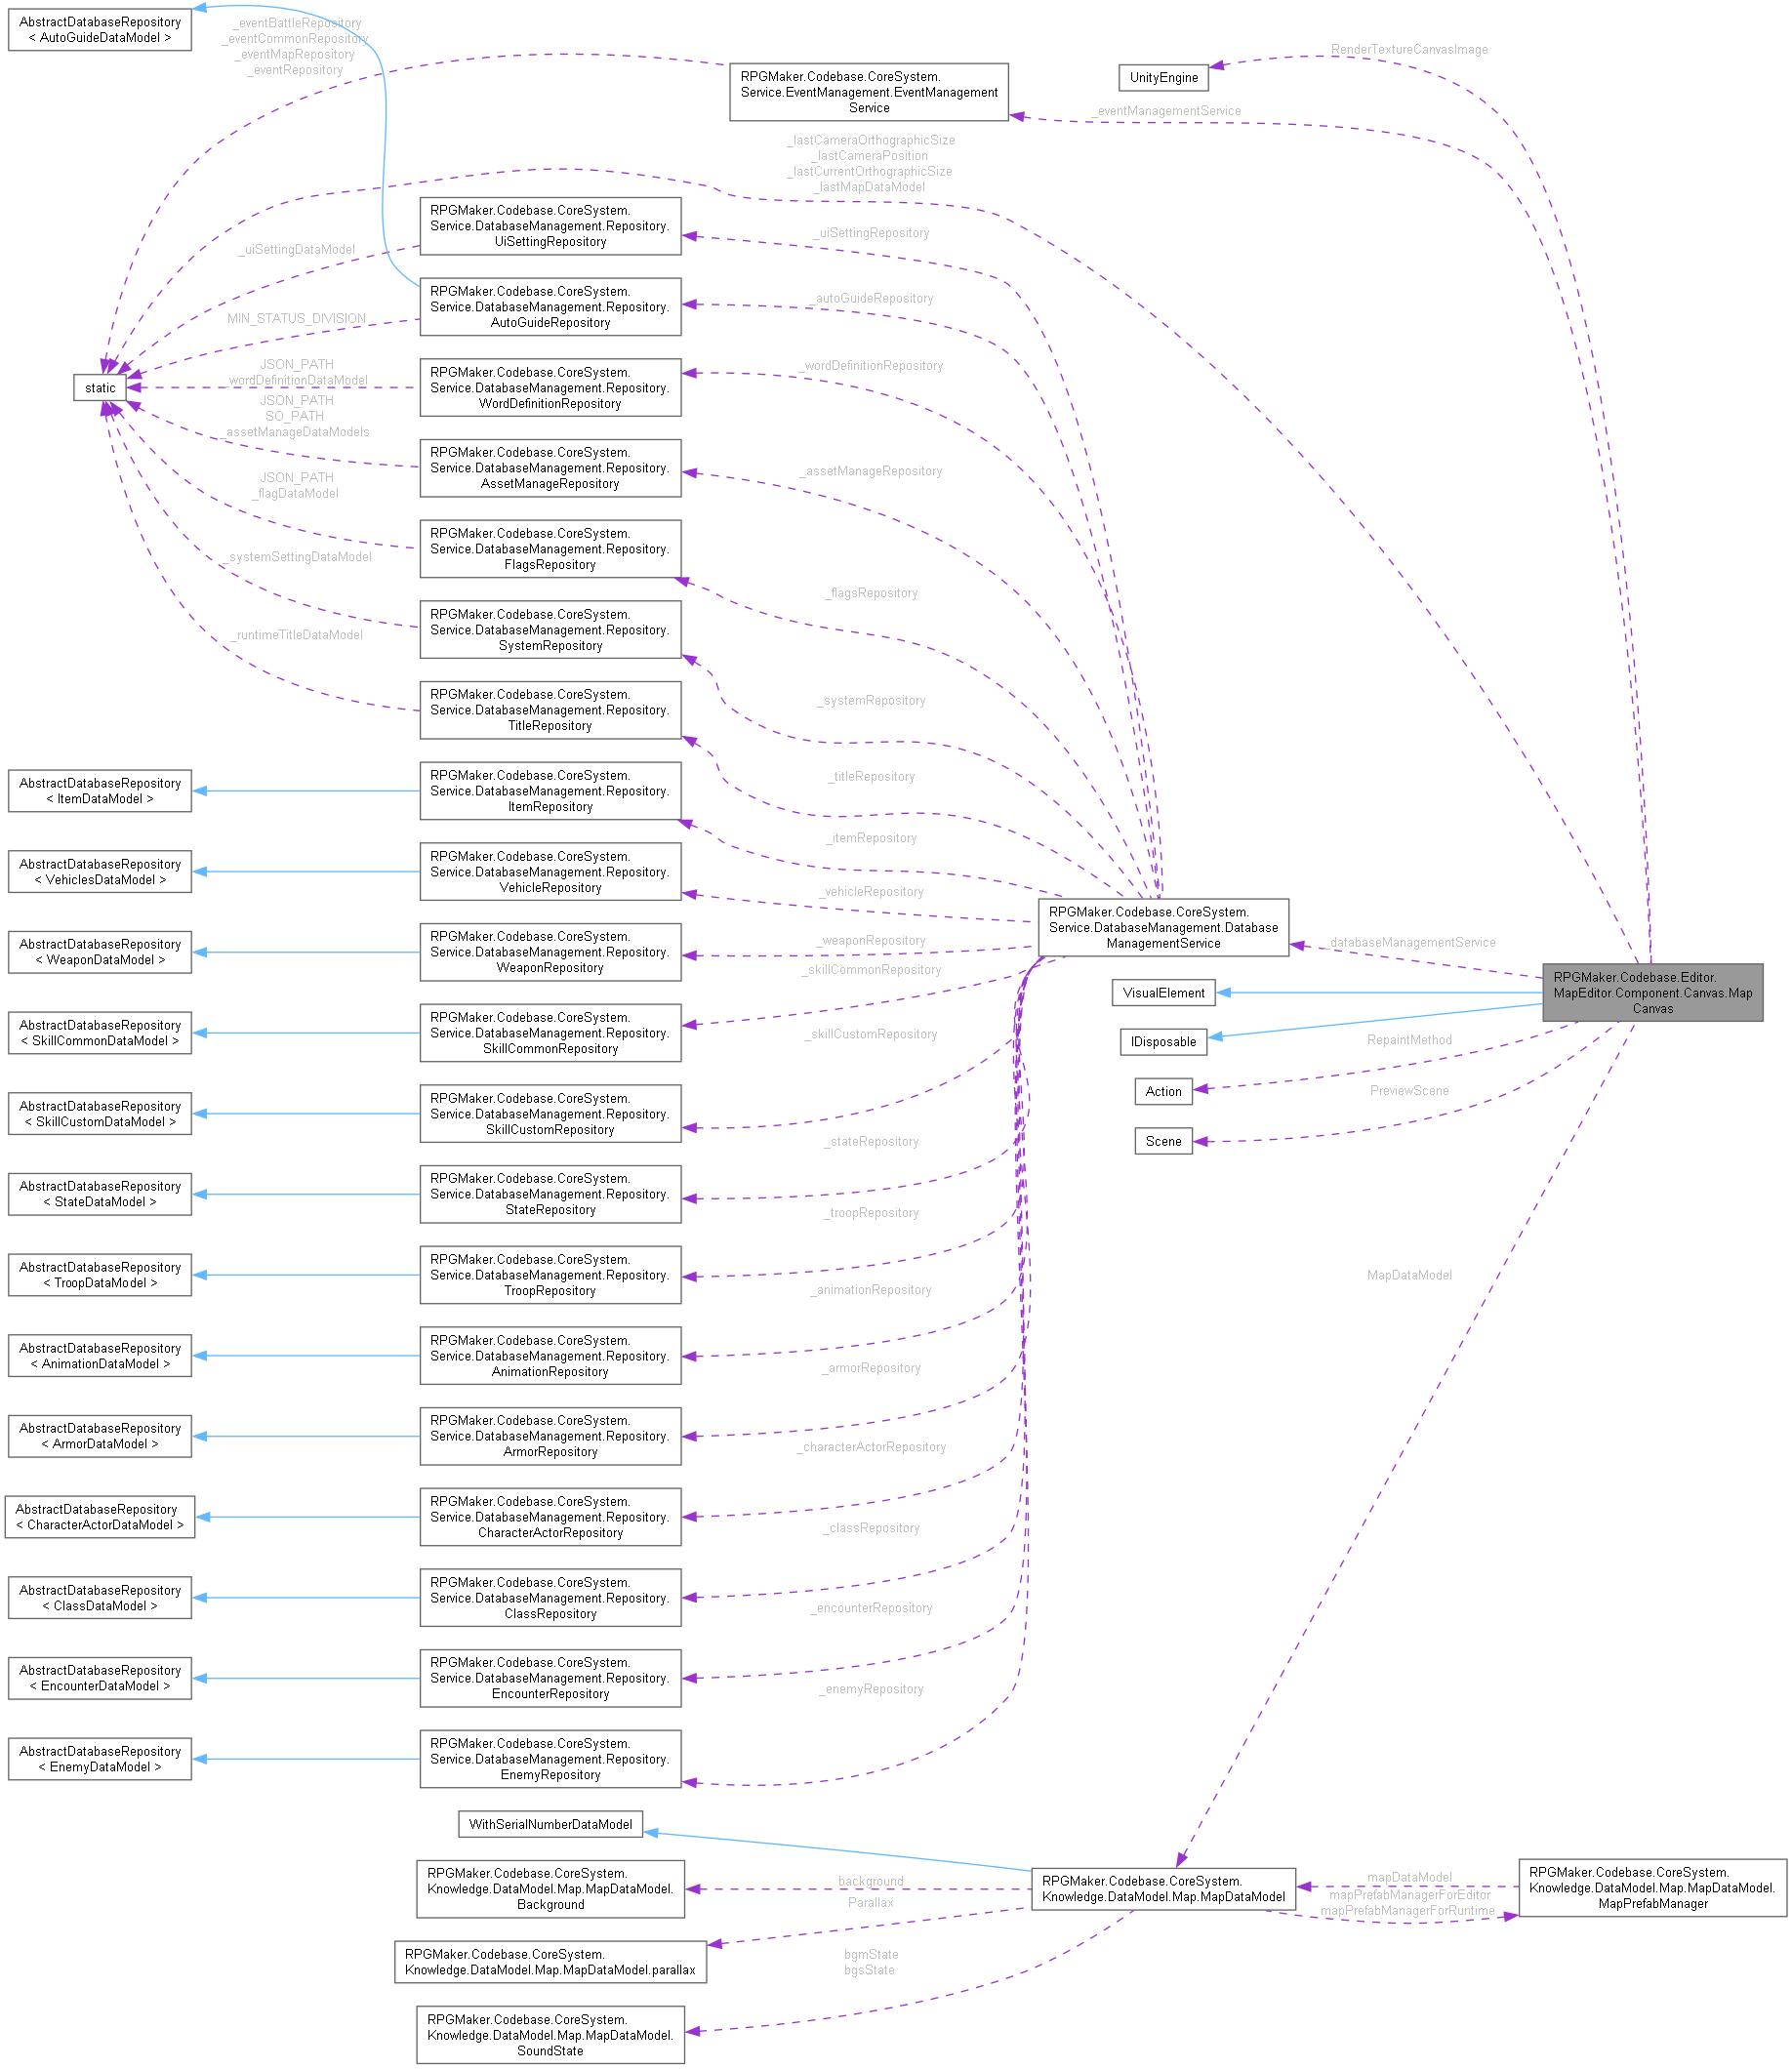 AbstractDatabaseRepository
< AutoGuideDataModel >
_eventBattleRepository
_eventCommonRepository
_eventMapRepository
_eventRepository
RPGMaker.Codebase.CoreSystem.
Service.EventManagement.EventManagement
Service
UnityEngine
RenderTextureCanvasImage
_eventManagementService
_lastCameraOrthographicSize
_lastCameraPosition
_lastCurrentOrthographicSize
_lastMapDataModel
RPGMaker.Codebase.CoreSystem.
Service.DatabaseManagement.Repository.
UiSettingRepository
_uiSettingRepository
_uiSettingDataModel
RPGMaker.Codebase.CoreSystem.
Service.DatabaseManagement.Repository.
AutoGuideRepository
_autoGuideRepository
MIN_STATUS_DIVISION
static
JSON_PATH
_wordDefinitionDataModel
RPGMaker.Codebase.CoreSystem.
Service.DatabaseManagement.Repository.
WordDefinitionRepository
_wordDefinitionRepository
JSON_PATH
SO_PATH
_assetManageDataModels
RPGMaker.Codebase.CoreSystem.
Service.DatabaseManagement.Repository.
AssetManageRepository
_assetManageRepository
JSON_PATH
_flagDataModel
RPGMaker.Codebase.CoreSystem.
Service.DatabaseManagement.Repository.
FlagsRepository
_flagsRepository
_systemSettingDataModel
RPGMaker.Codebase.CoreSystem.
Service.DatabaseManagement.Repository.
SystemRepository
_systemRepository
_runtimeTitleDataModel
RPGMaker.Codebase.CoreSystem.
Service.DatabaseManagement.Repository.
TitleRepository
_titleRepository
AbstractDatabaseRepository
< ItemDataModel >
RPGMaker.Codebase.CoreSystem.
Service.DatabaseManagement.Repository.
ItemRepository
_itemRepository
AbstractDatabaseRepository
< VehiclesDataModel >
RPGMaker.Codebase.CoreSystem.
Service.DatabaseManagement.Repository.
VehicleRepository
_vehicleRepository
RPGMaker.Codebase.CoreSystem.
Service.DatabaseManagement.Database
ManagementService
_databaseManagementService
AbstractDatabaseRepository
< WeaponDataModel >
RPGMaker.Codebase.CoreSystem.
Service.DatabaseManagement.Repository.
WeaponRepository
_weaponRepository
_skillCommonRepository
VisualElement
RPGMaker.Codebase.Editor.
MapEditor.Component.Canvas.Map
Canvas
AbstractDatabaseRepository
< SkillCommonDataModel >
RPGMaker.Codebase.CoreSystem.
Service.DatabaseManagement.Repository.
SkillCommonRepository
_skillCustomRepository
IDisposable
RepaintMethod
Action
PreviewScene
Scene
AbstractDatabaseRepository
< SkillCustomDataModel >
RPGMaker.Codebase.CoreSystem.
Service.DatabaseManagement.Repository.
SkillCustomRepository
_stateRepository
AbstractDatabaseRepository
< StateDataModel >
RPGMaker.Codebase.CoreSystem.
Service.DatabaseManagement.Repository.
StateRepository
_troopRepository
AbstractDatabaseRepository
< TroopDataModel >
RPGMaker.Codebase.CoreSystem.
Service.DatabaseManagement.Repository.
TroopRepository
_animationRepository
MapDataModel
AbstractDatabaseRepository
< AnimationDataModel >
RPGMaker.Codebase.CoreSystem.
Service.DatabaseManagement.Repository.
AnimationRepository
_armorRepository
AbstractDatabaseRepository
< ArmorDataModel >
RPGMaker.Codebase.CoreSystem.
Service.DatabaseManagement.Repository.
ArmorRepository
_characterActorRepository
AbstractDatabaseRepository
< CharacterActorDataModel >
RPGMaker.Codebase.CoreSystem.
Service.DatabaseManagement.Repository.
CharacterActorRepository
_classRepository
AbstractDatabaseRepository
< ClassDataModel >
RPGMaker.Codebase.CoreSystem.
Service.DatabaseManagement.Repository.
ClassRepository
_encounterRepository
AbstractDatabaseRepository
< EncounterDataModel >
RPGMaker.Codebase.CoreSystem.
Service.DatabaseManagement.Repository.
EncounterRepository
_enemyRepository
AbstractDatabaseRepository
< EnemyDataModel >
RPGMaker.Codebase.CoreSystem.
Service.DatabaseManagement.Repository.
EnemyRepository
WithSerialNumberDataModel
RPGMaker.Codebase.CoreSystem.
Knowledge.DataModel.Map.MapDataModel.
Background
background
Parallax
RPGMaker.Codebase.CoreSystem.
Knowledge.DataModel.Map.MapDataModel
mapDataModel
mapPrefabManagerForEditor
mapPrefabManagerForRuntime
RPGMaker.Codebase.CoreSystem.
Knowledge.DataModel.Map.MapDataModel.
MapPrefabManager
RPGMaker.Codebase.CoreSystem.
Knowledge.DataModel.Map.MapDataModel.parallax
bgmState
bgsState
RPGMaker.Codebase.CoreSystem.
Knowledge.DataModel.Map.MapDataModel.
SoundState